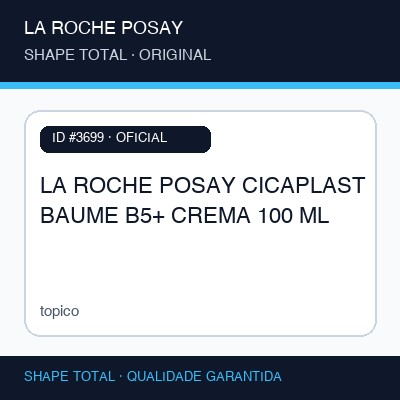 LA ROCHE POSAY
SHAPE TOTAL · ORIGINAL
ID #3699 · OFICIAL
LA ROCHE POSAY CICAPLAST
BAUME B5+ CREMA 100 ML
topico
SHAPE TOTAL · QUALIDADE GARANTIDA